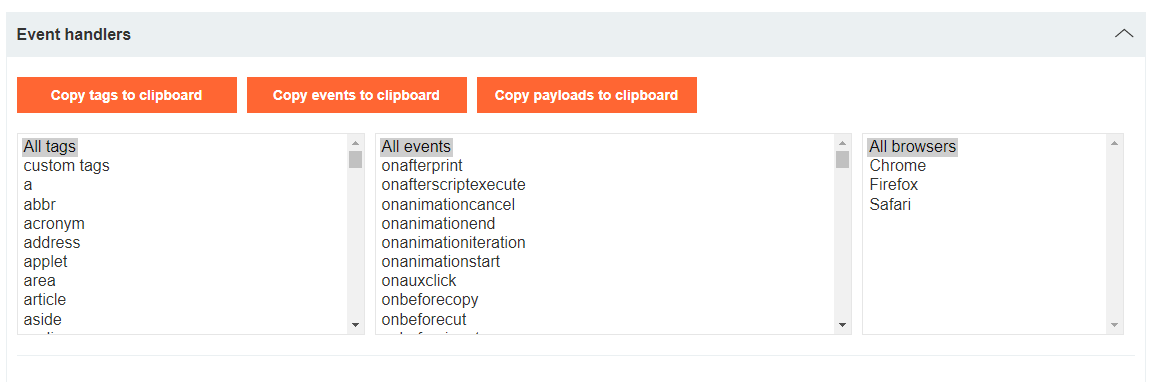 Event handlers
Copy tags to clipboard
Copy events to clipboard
Copy payloads to clipboard
All tags
custom tags
a
abbr
acronym
address
applet
area
article
aside
All events
onafterprint
onafterscriptexecute
onanimationcancel
onanimationend
onanimationiteration
onanimationstart
onauxclick
onbeforecopy
onbeforecut
All browsers
Chrome
Firefox
Safari